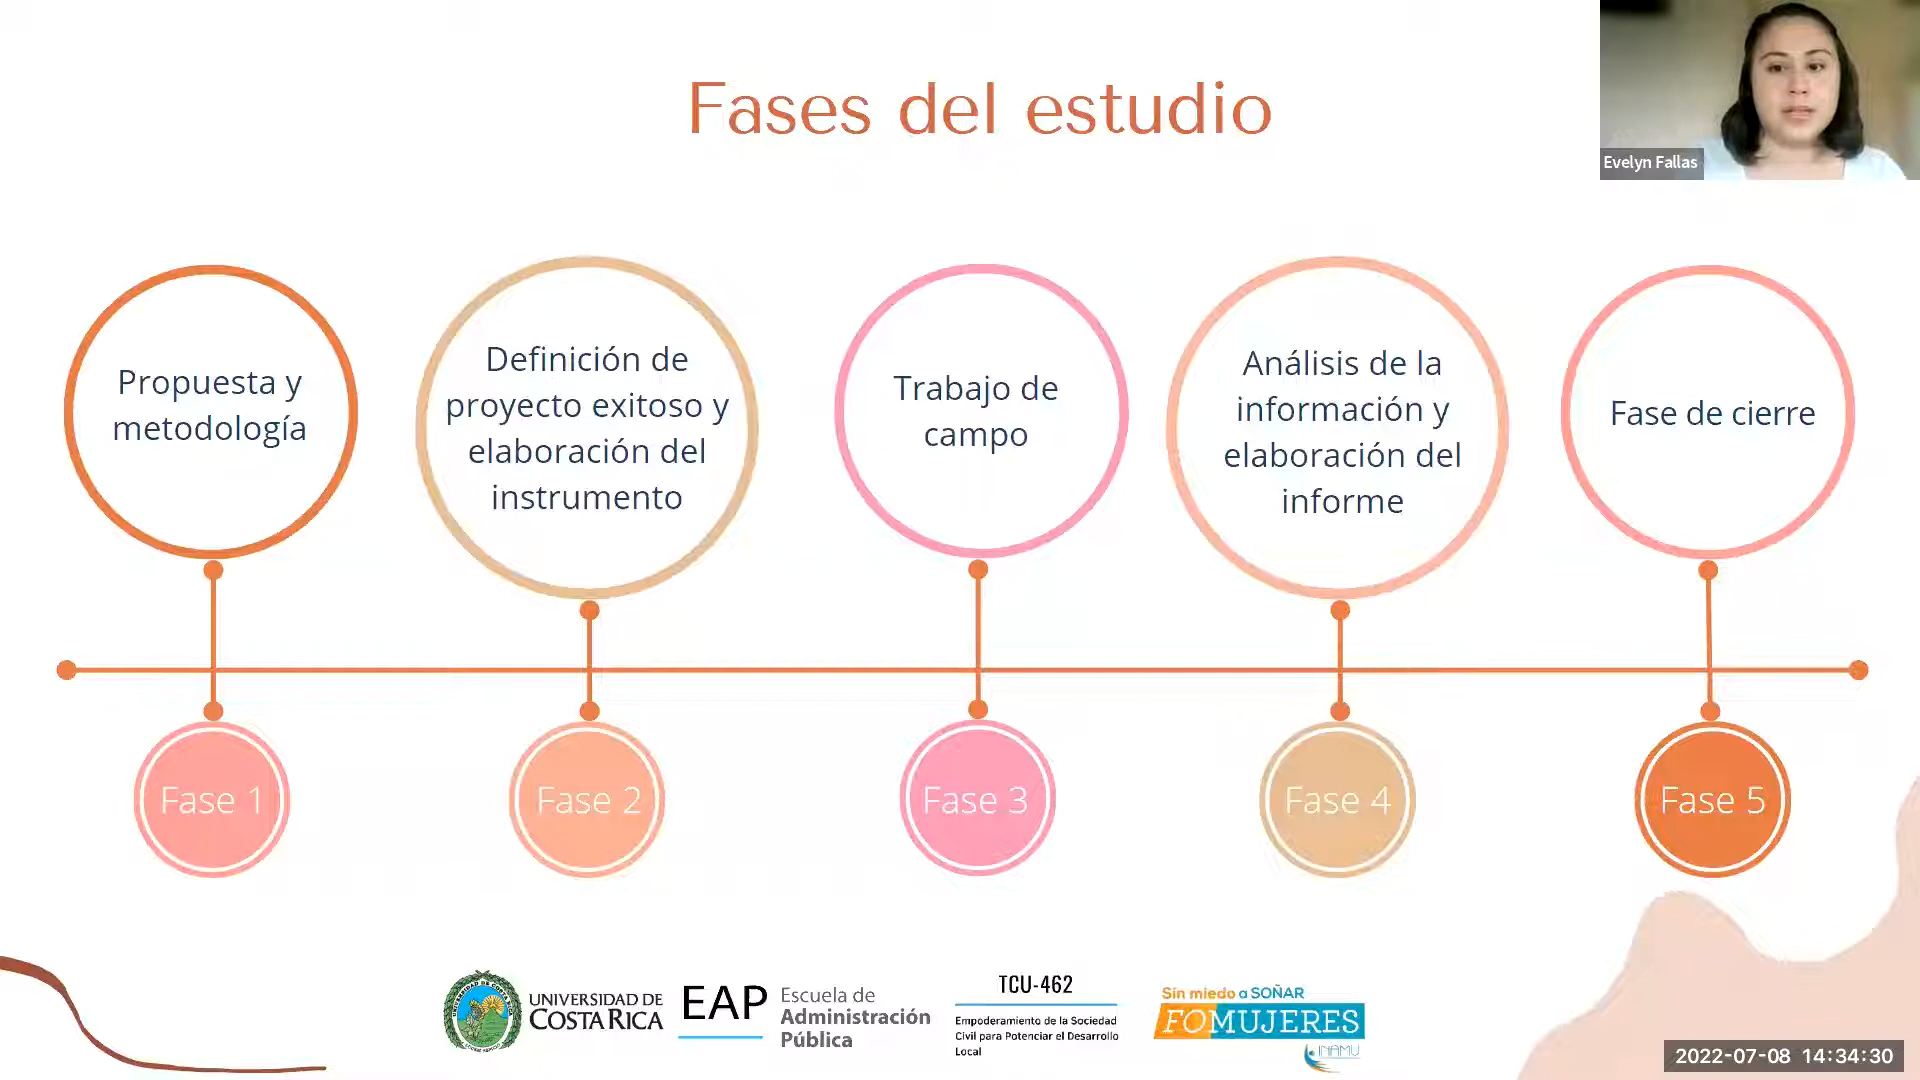 Fases del estudio
Evelyn Fallas
Propuesta y
metodología
Definición de
proyecto exitoso y
elaboración del
instrumento
Trabajo de
campo
Análisis de la
información y
elaboración del
informe
Fase de cierre
Fase 1
Fase 2
Fase 3
Fase 4
Fase 5
UNIVERSIDAD DE
COSTA RICA
EAP
Escuela de
Administración
Pública
TCU-462
Empoderamiento de la Sociedad
Civil para Potenciar el Desarrollo
Local
Sin miedo a SOÑAR
FOMUJERES
INAMU
2022-07-08 14:34:30